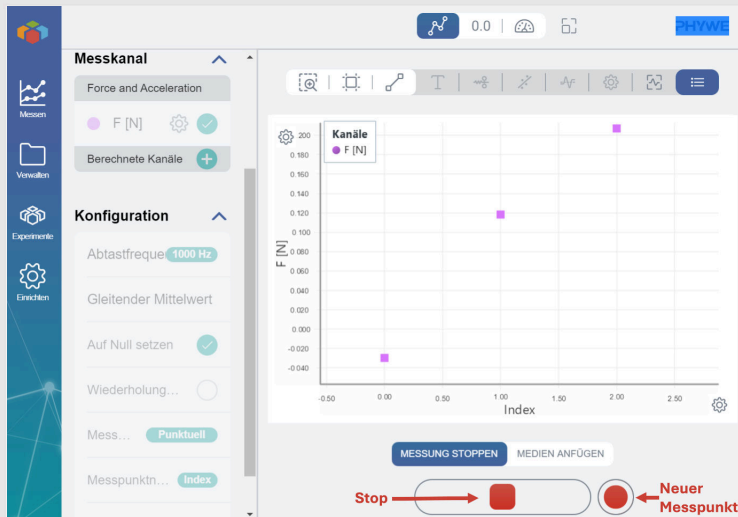 0.0
PHYWE
Messkanal
Force and Acceleration
F [N]
Berechnete Kanäle
Konfiguration
Abtastfreque 1000 Hz
Gleitender Mittelwert
Auf Null setzen
Wiederholung...
Mess... Punktuell
Messpunktn... Index
Messen
Verwalten
Experimente
Einrichten
T
Kanäle
F [N]
200
0.180
0.160
0.140
0.120
0.100
0.080
0.060
0.040
0.020
0.000
-0.020
-0.040
F [N]
-0.50
0.00
0.50
1.00
1.50
2.00
2.50
Index
MESSUNG STOPPEN
MEDIEN ANFÜGEN
Stop
Neuer
Messpunkt